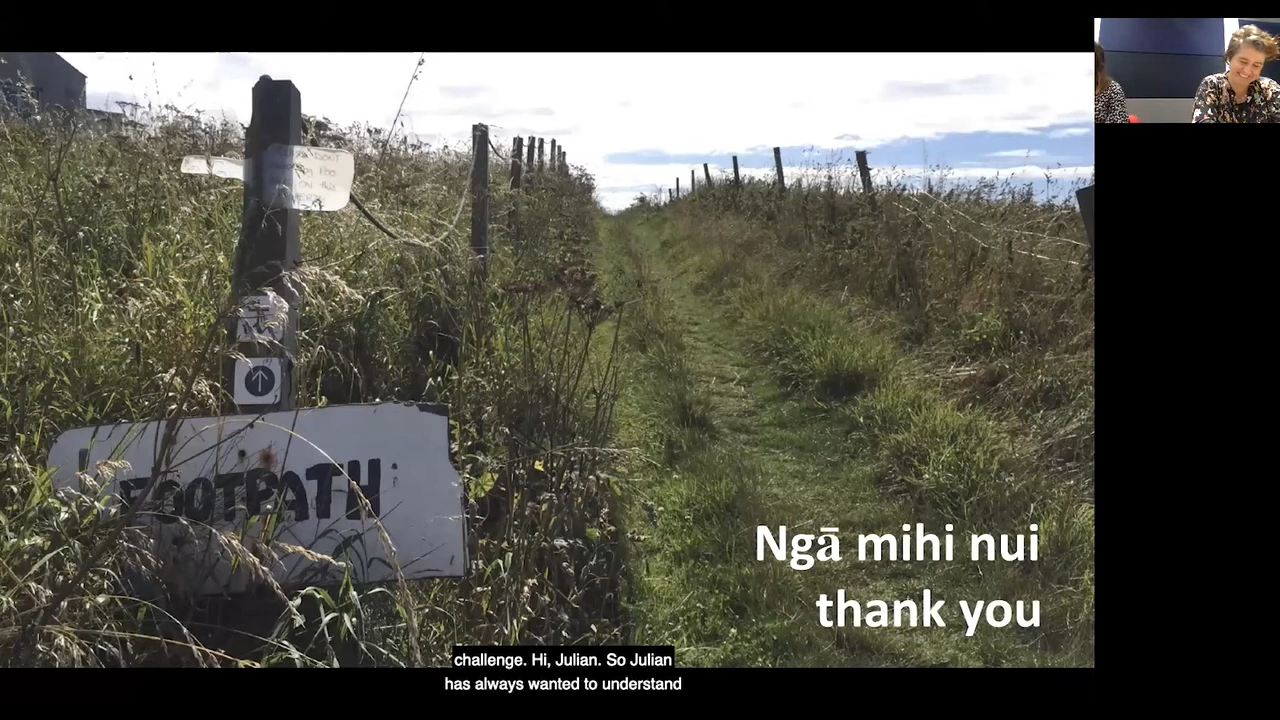 FOOTPATH
Ngā mihi nui
thank you
challenge. Hi, Julian. So Julian
has always wanted to understand